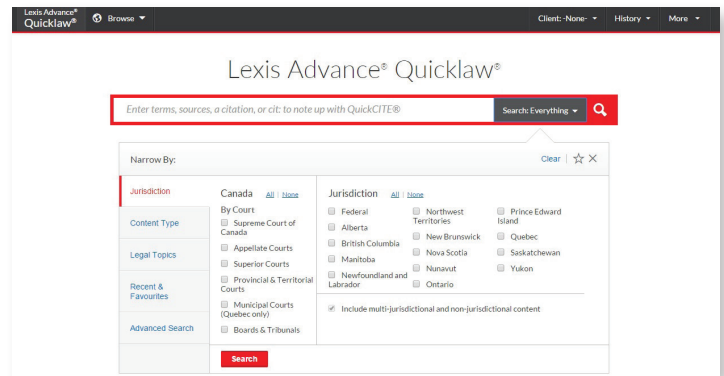 Lexis Advance®
Quicklaw®
Browse
Client: -None-
History
More
Lexis Advance® Quicklaw®
Enter terms, sources, a citation, or cit: to note up with QuickCITE®
Search: Everything
Narrow By:
Clear
Jurisdiction
Content Type
Legal Topics
Recent &
Favourites
Advanced Search
Canada All | None
By Court
Supreme Court of
Canada
Appellate Courts
Superior Courts
Provincial & Territorial
Courts
Municipal Courts
(Quebec only)
Boards & Tribunals
Jurisdiction All | None
Federal
Alberta
British Columbia
Manitoba
Newfoundland and
Labrador
Northwest
Territories
New Brunswick
Nova Scotia
Nunavut
Ontario
Prince Edward
Island
Quebec
Saskatchewan
Yukon
Include multi-jurisdictional and non-jurisdictional content
Search